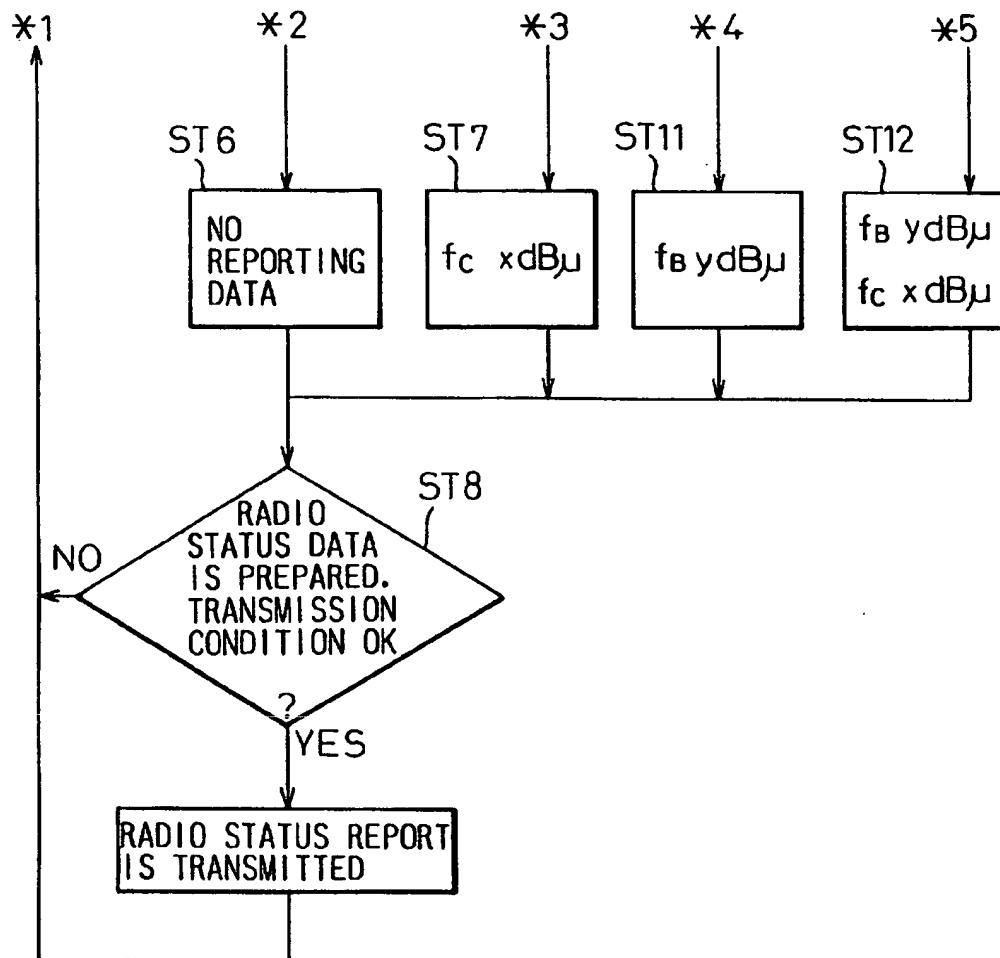 *1 *2 *3 *4 *5
ST6 ST7 ST11 ST12
NO
REPORTING
DATA
fC xdBμ
fB ydBμ
fB ydBμ
fC xdBμ
ST8
RADIO
STATUS DATA
IS PREPARED.
TRANSMISSION
CONDITION OK
?
NO
YES
RADIO STATUS REPORT
IS TRANSMITTED